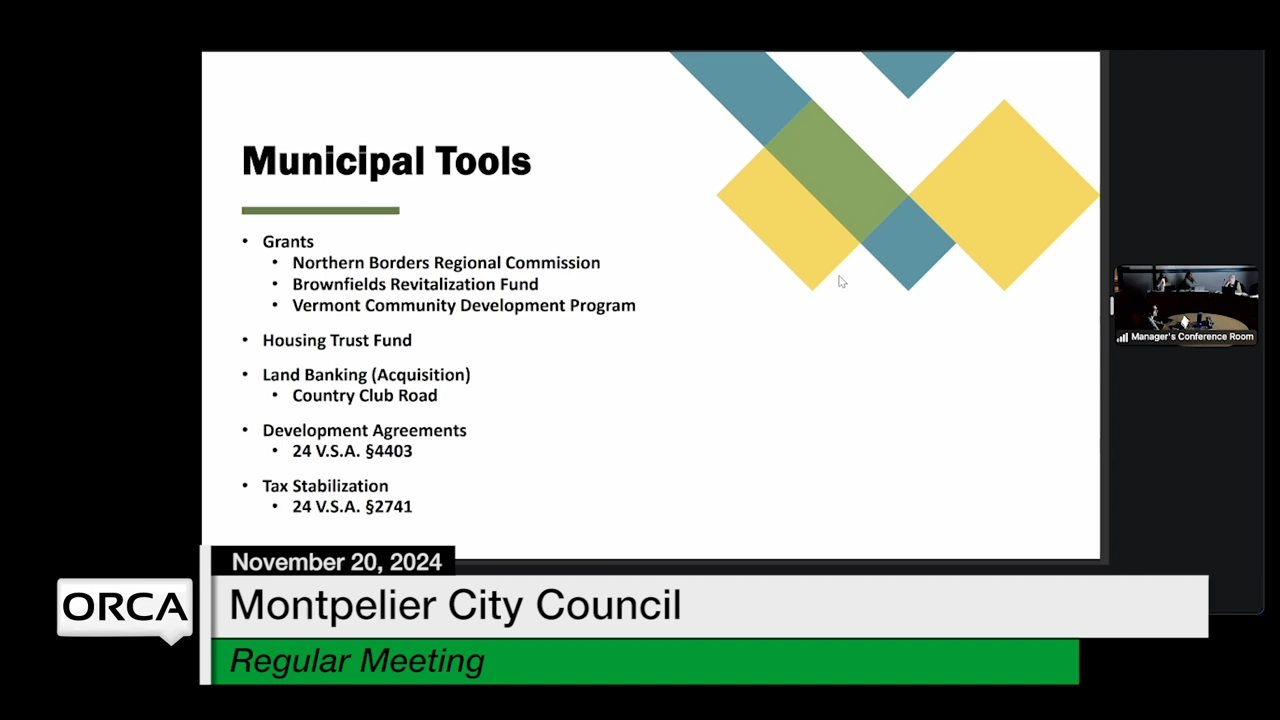 Municipal Tools
• Grants
• Northern Borders Regional Commission
• Brownfields Revitalization Fund
• Vermont Community Development Program
• Housing Trust Fund
• Land Banking (Acquisition)
• Country Club Road
• Development Agreements
• 24 V.S.A. §4403
• Tax Stabilization
• 24 V.S.A. §2741
Manager's Conference Room
November 20, 2024
ORCA
Montpelier City Council
Regular Meeting